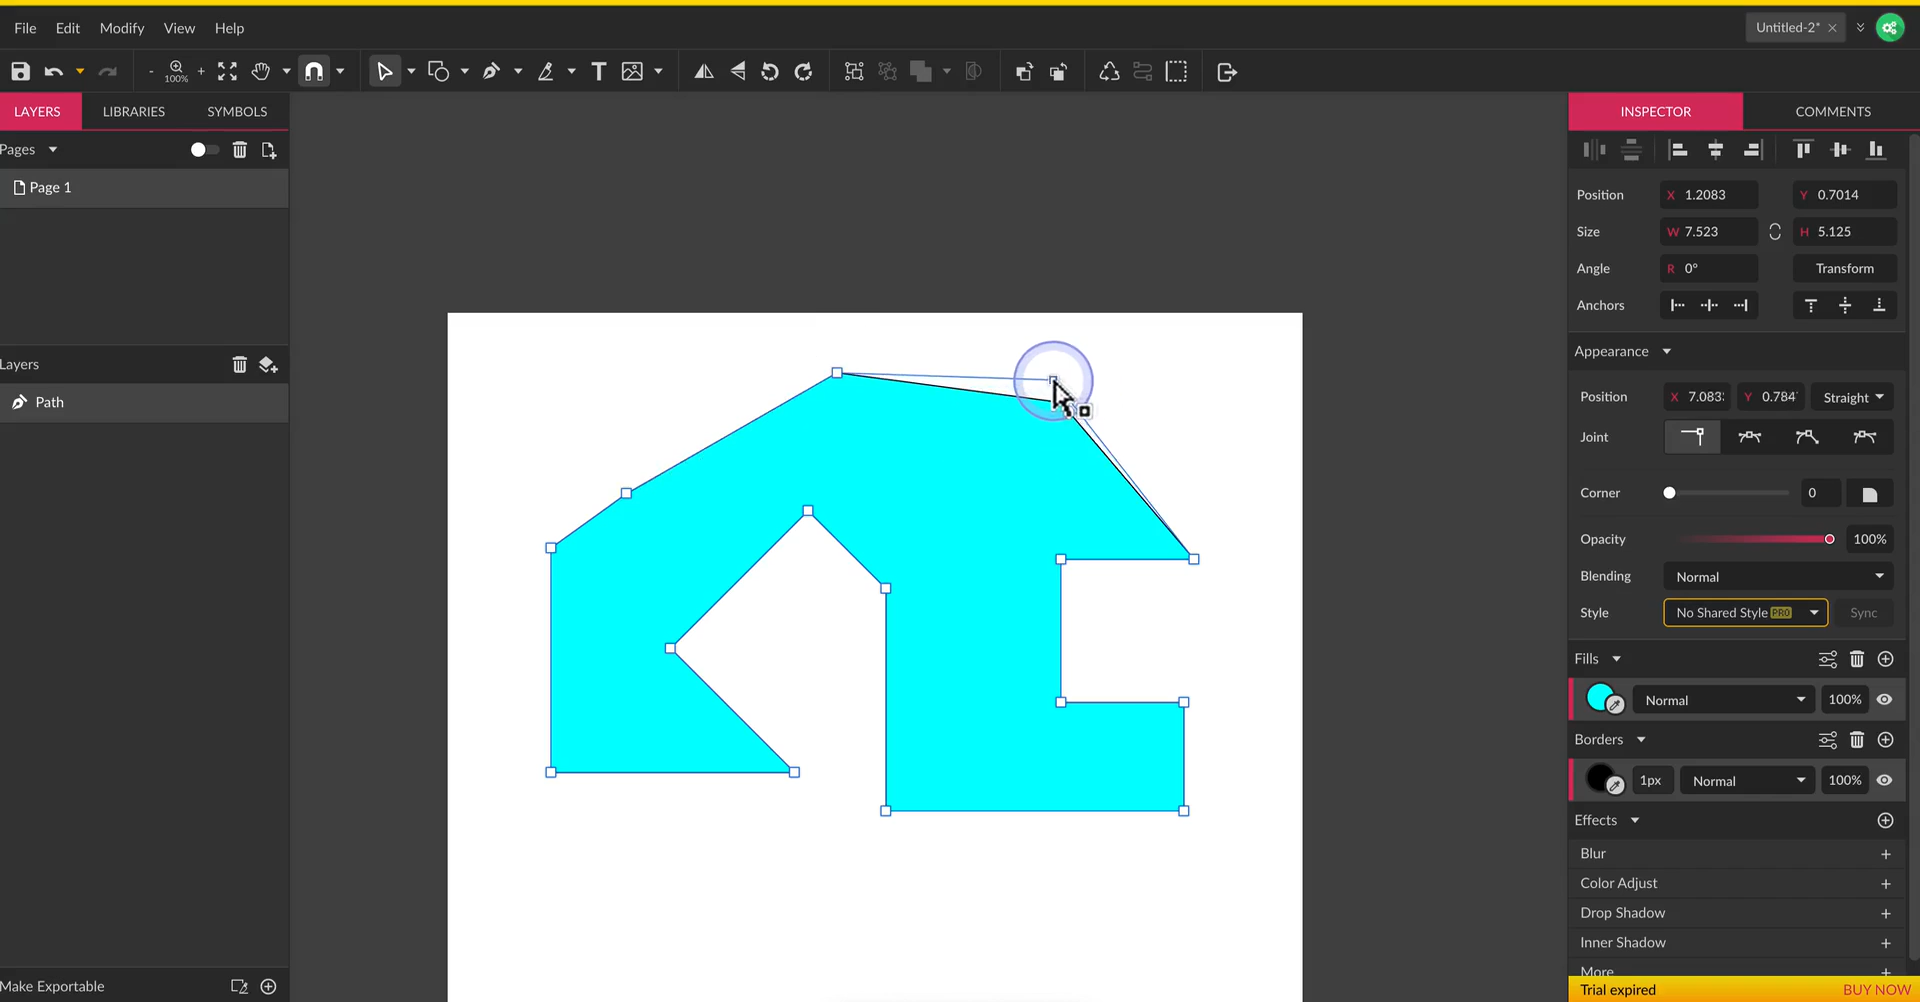 File Edit Modify View Help
Untitled-2*
- 100% +
LAYERS LIBRARIES SYMBOLS
INSPECTOR COMMENTS
Pages
Page 1
Layers
Path
Make Exportable
Position X 1.2083 Y 0.7014
Size W 7.523 H 5.125
Angle R 0° Transform
Anchors
Appearance
Position X 7.083 Y 0.784 Straight
Joint
Corner 0
Opacity 100%
Blending Normal
Style No Shared Style PRO Sync
Fills
Normal 100%
Borders
1px Normal 100%
Effects
Blur +
Color Adjust +
Drop Shadow +
Inner Shadow +
More +
Trial expired BUY NOW